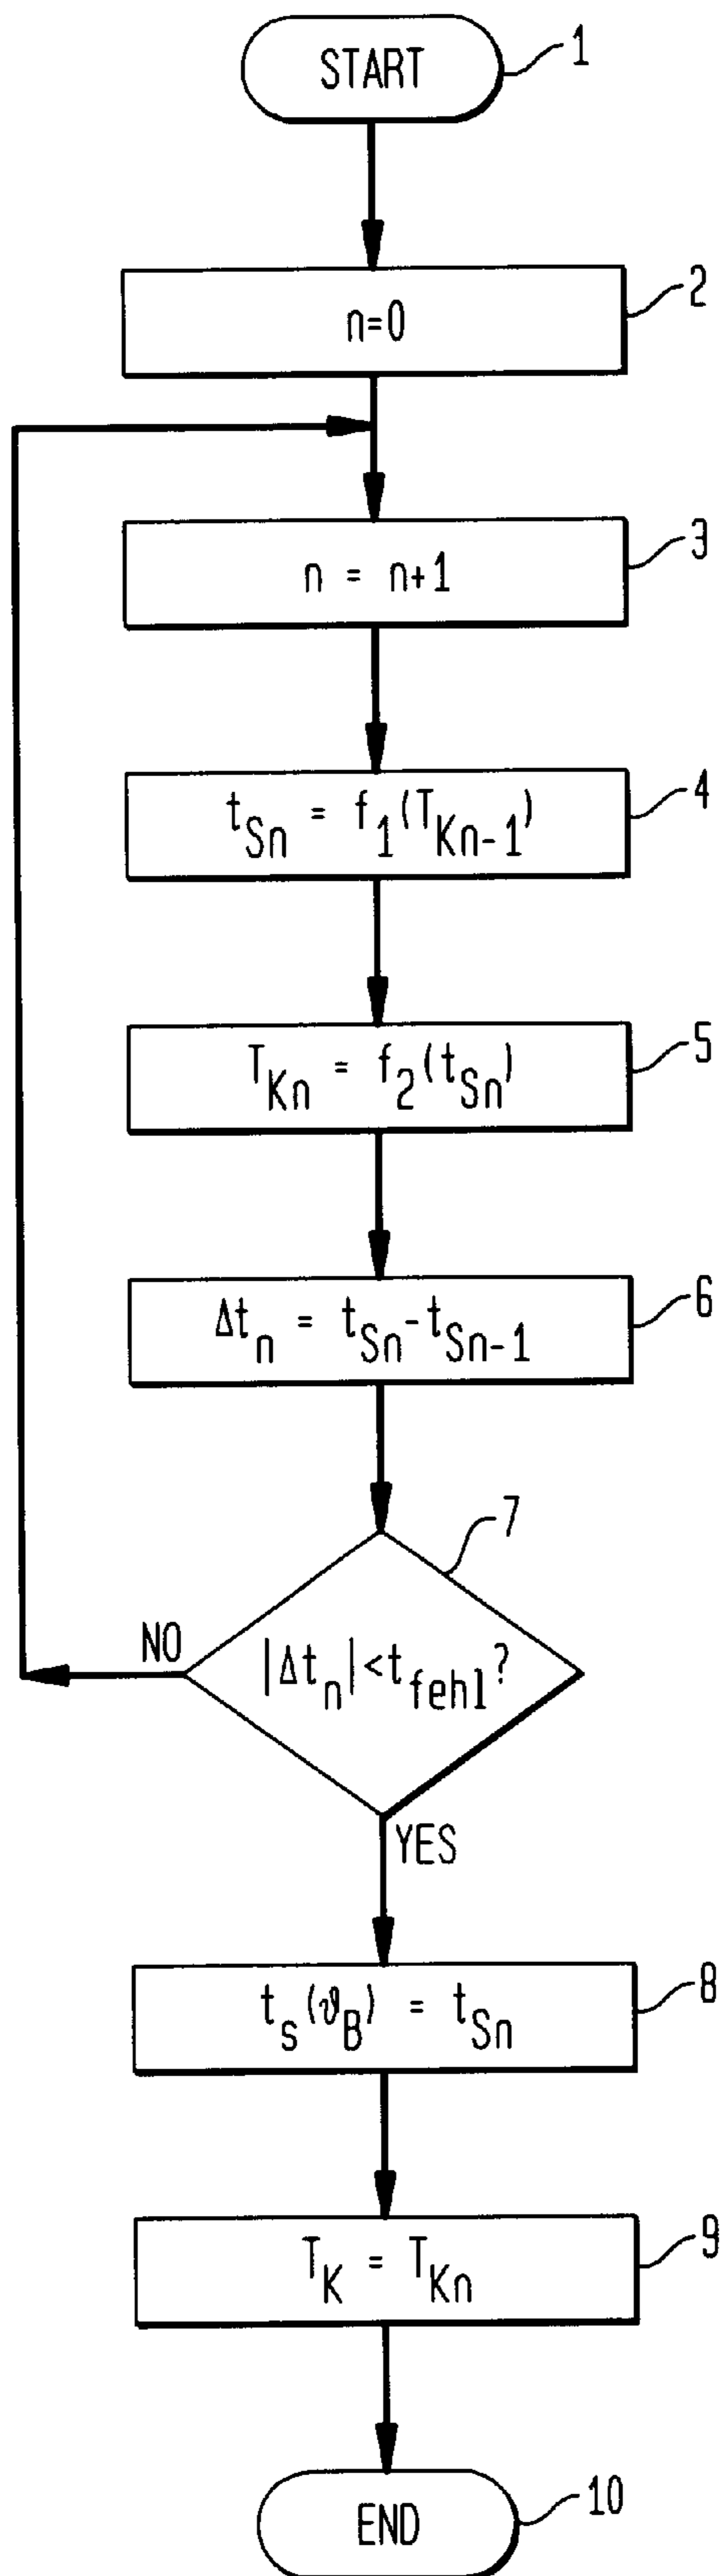 START
1
n=0
2
n = n+1
3
t_Sn = f_1(T_Kn-1)
4
T_Kn = f_2(t_Sn)
5
Δt_n = t_Sn-t_Sn-1
6
7
NO
|Δt_n|<t_fehl?
YES
t_s(ϑ_B) = t_Sn
8
T_K = T_Kn
9
END
10